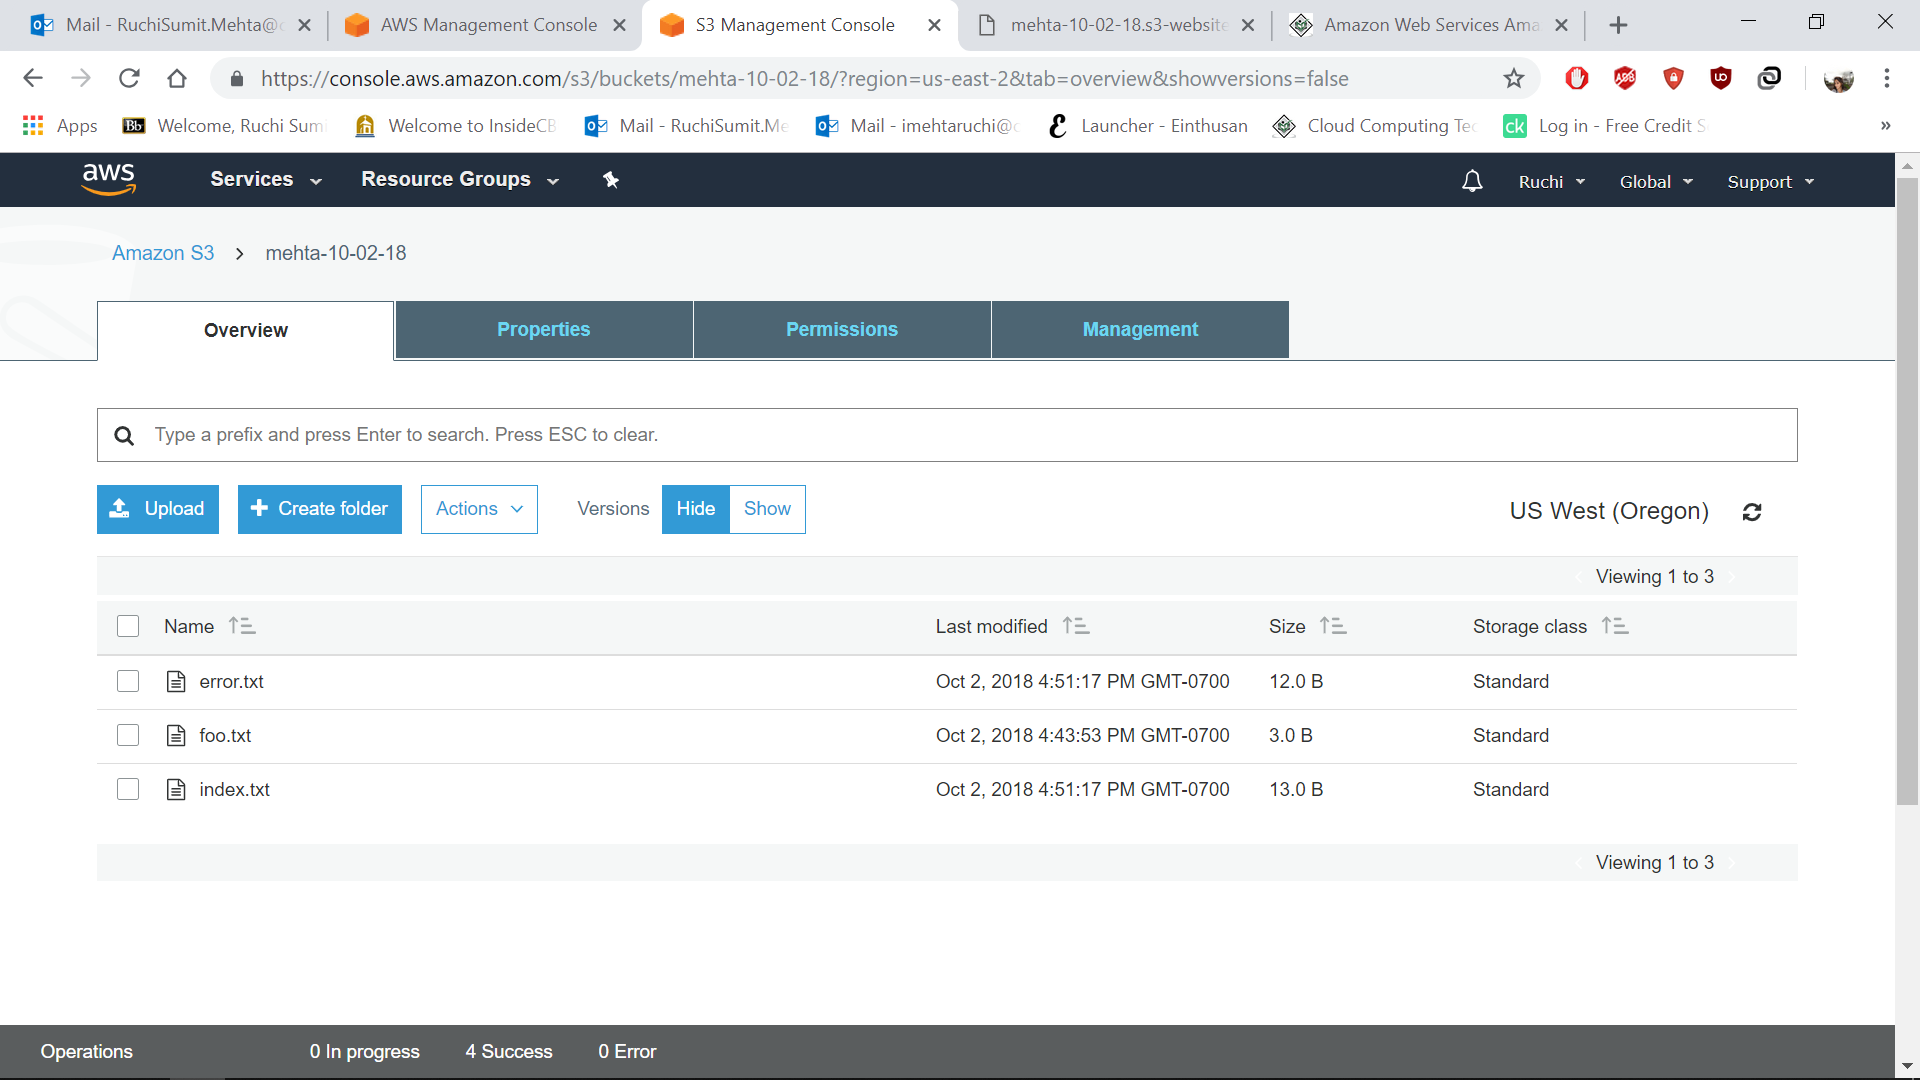 Mail - RuchiSumit.Mehta@ AWS Management Console S3 Management Console mehta-10-02-18.s3-website Amazon Web Services Ama
https://console.aws.amazon.com/s3/buckets/mehta-10-02-18/?region=us-east-2&tab=overview&showversions=false
Apps Bb Welcome, Ruchi Sumi Welcome to InsideCB Mail - RuchiSumit.Me Mail - imehtaruchi@ Launcher - Einthusan Cloud Computing Tec ck Log in - Free Credit S »
aws Services Resource Groups Ruchi Global Support
Amazon S3 > mehta-10-02-18
Overview Properties Permissions Management
Type a prefix and press Enter to search. Press ESC to clear.
Upload + Create folder Actions Versions Hide Show US West (Oregon)
Viewing 1 to 3
Name Last modified Size Storage class
error.txt Oct 2, 2018 4:51:17 PM GMT-0700 12.0 B Standard
foo.txt Oct 2, 2018 4:43:53 PM GMT-0700 3.0 B Standard
index.txt Oct 2, 2018 4:51:17 PM GMT-0700 13.0 B Standard
Viewing 1 to 3
Operations 0 In progress 4 Success 0 Error